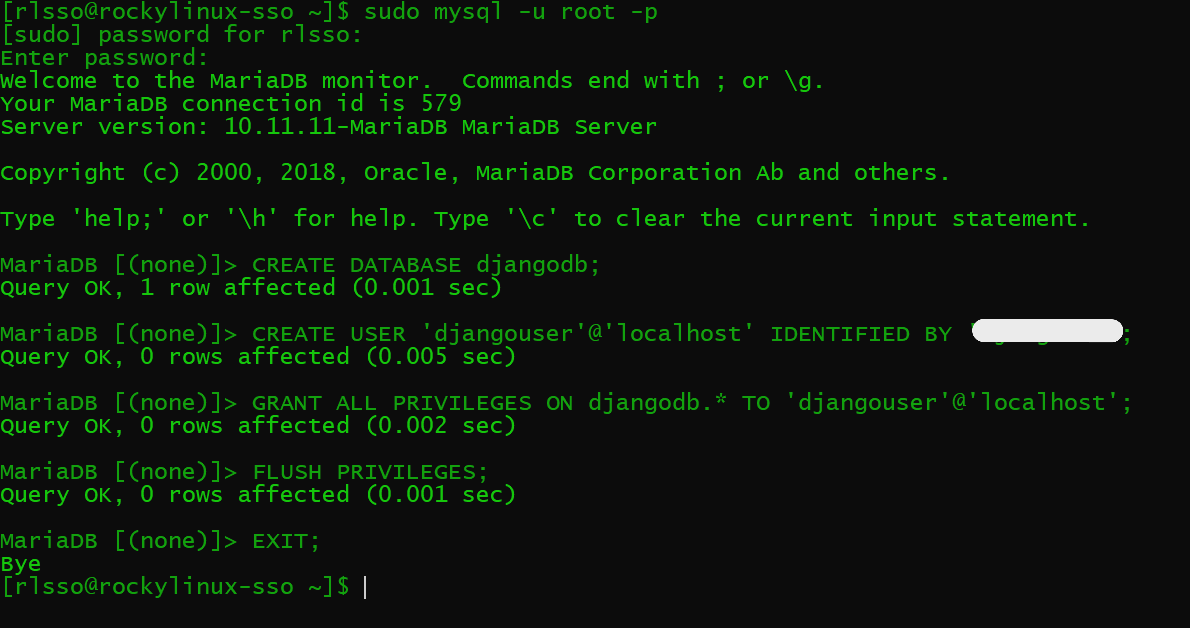 [rlsso@rockylinux-sso ~]$ sudo mysql -u root -p
[sudo] password for rlsso:
Enter password:
Welcome to the MariaDB monitor.  Commands end with ; or \g.
Your MariaDB connection id is 579
Server version: 10.11.11-MariaDB MariaDB Server
Copyright (c) 2000, 2018, Oracle, MariaDB Corporation Ab and others.
Type 'help;' or '\h' for help. Type '\c' to clear the current input statement.
MariaDB [(none)]> CREATE DATABASE djangodb;
Query OK, 1 row affected (0.001 sec)
MariaDB [(none)]> CREATE USER 'djangouser'@'localhost' IDENTIFIED BY ;
Query OK, 0 rows affected (0.005 sec)
MariaDB [(none)]> GRANT ALL PRIVILEGES ON djangodb.* TO 'djangouser'@'localhost';
Query OK, 0 rows affected (0.002 sec)
MariaDB [(none)]> FLUSH PRIVILEGES;
Query OK, 0 rows affected (0.001 sec)
MariaDB [(none)]> EXIT;
Bye
[rlsso@rockylinux-sso ~]$